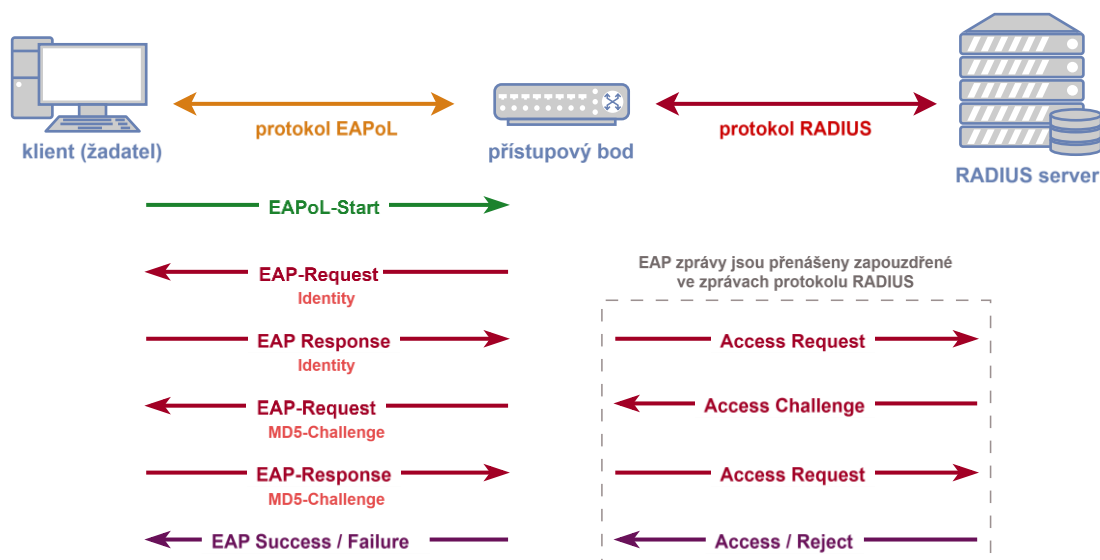 protokol EAPoL
protokol RADIUS
klient (žadatel)
přístupový bod
RADIUS server
EAPoL-Start
EAP-Request
Identity
EAP zprávy jsou přenášeny zapouzdřené
ve zprávach protokolu RADIUS
EAP Response
Identity
Access Request
EAP-Request
MD5-Challenge
Access Challenge
EAP-Response
MD5-Challenge
Access Request
EAP Success / Failure
Access / Reject